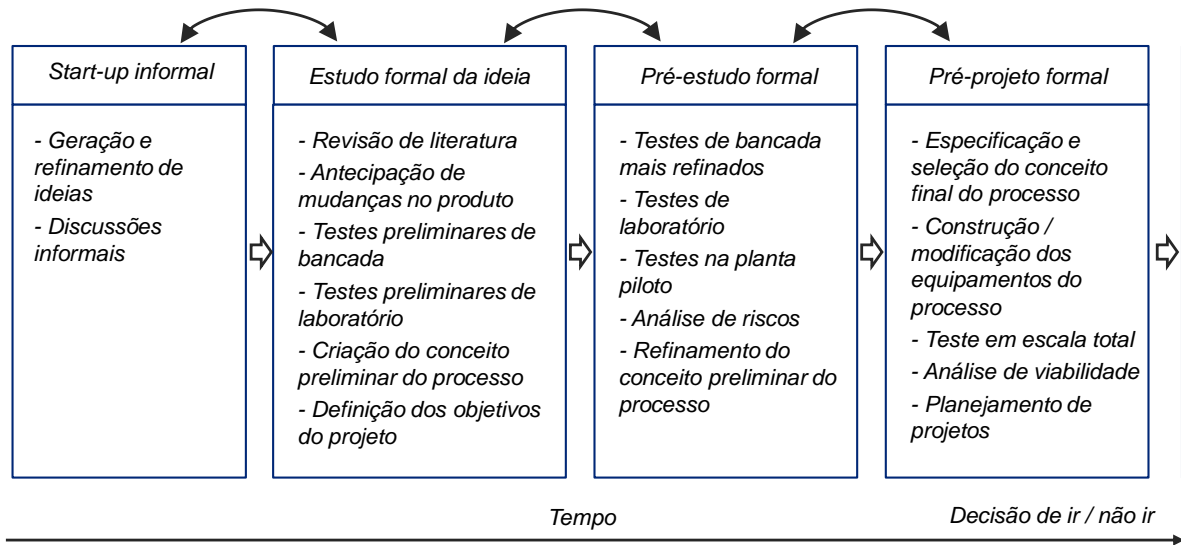 Start-up informal
- Geração e
refinamento de
ideias
- Discussões
informais
Estudo formal da ideia
- Revisão de literatura
- Antecipação de
mudanças no produto
- Testes preliminares de
bancada
- Testes preliminares de
laboratório
- Criação do conceito
preliminar do processo
- Definição dos objetivos
do projeto
Pré-estudo formal
- Testes de bancada
mais refinados
- Testes de
laboratório
- Testes na planta
piloto
- Análise de riscos
- Refinamento do
conceito preliminar do
processo
Pré-projeto formal
- Especificação e
seleção do conceito
final do processo
- Construção /
modificação dos
equipamentos do
processo
- Teste em escala total
- Análise de viabilidade
- Planejamento de
projetos
Tempo
Decisão de ir / não ir